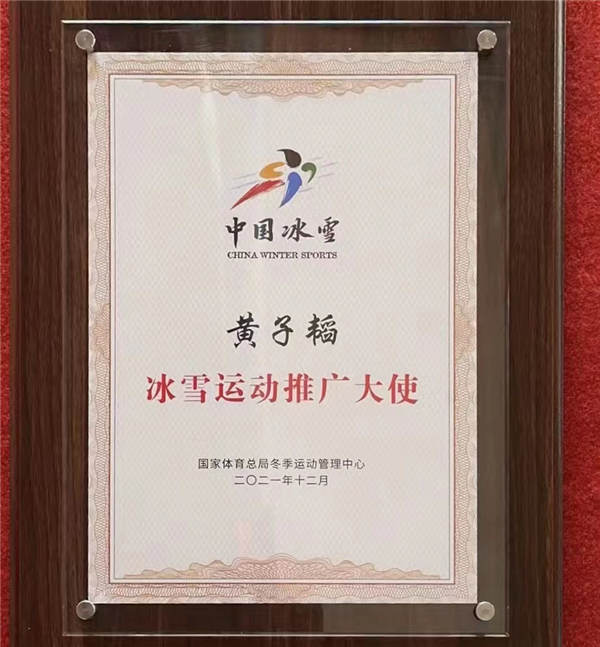 中国冰雪
CHINA WINTER SPORTS
黄子韬
冰雪运动推广大使
国家体育总局冬季运动管理中心
二〇二一年十二月